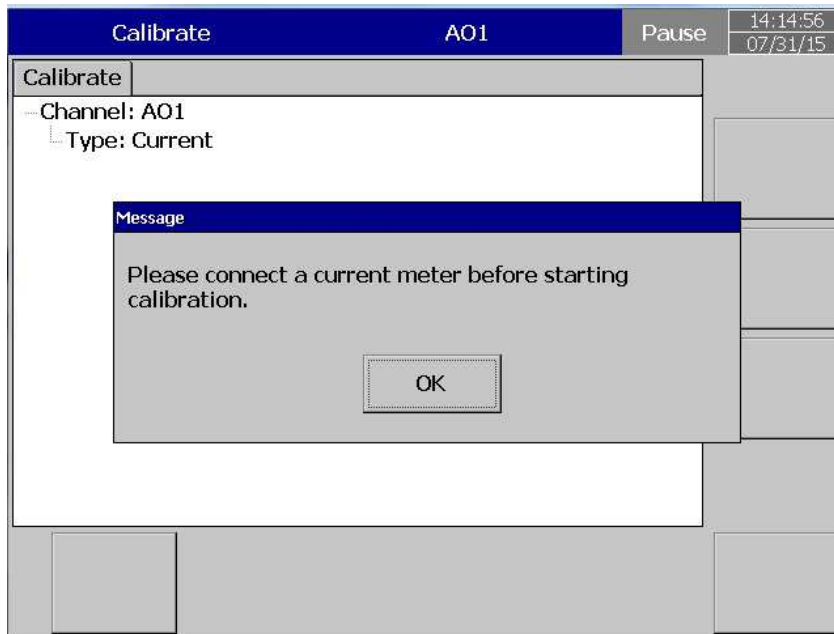 Calibrate AO1 Pause 14:14:56
07/31/15
Calibrate
Channel: AO1
Type: Current
Message
Please connect a current meter before starting
calibration.
OK